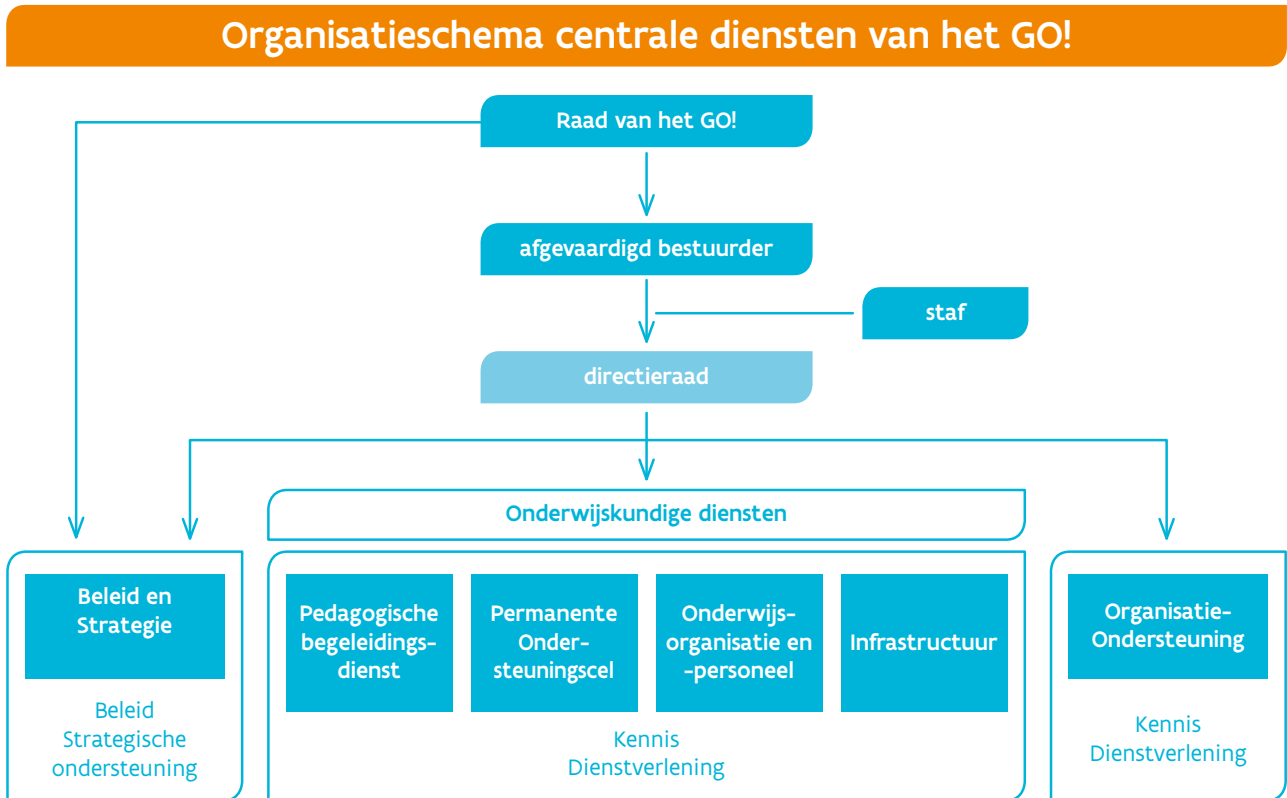 Organisatieschema centrale diensten van het GO!
Raad van het GO!
afgevaardigd bestuurder
staf
directieraad
Onderwijskundige diensten
Beleid en
Strategie
Beleid
Strategische
ondersteuning
Pedagogische
begeleidings-
dienst
Permanente
Onder-
steuningscel
Onderwijs-
organisatie en
-personeel
Infrastructuur
Kennis
Dienstverlening
Organisatie-
Ondersteuning
Kennis
Dienstverlening